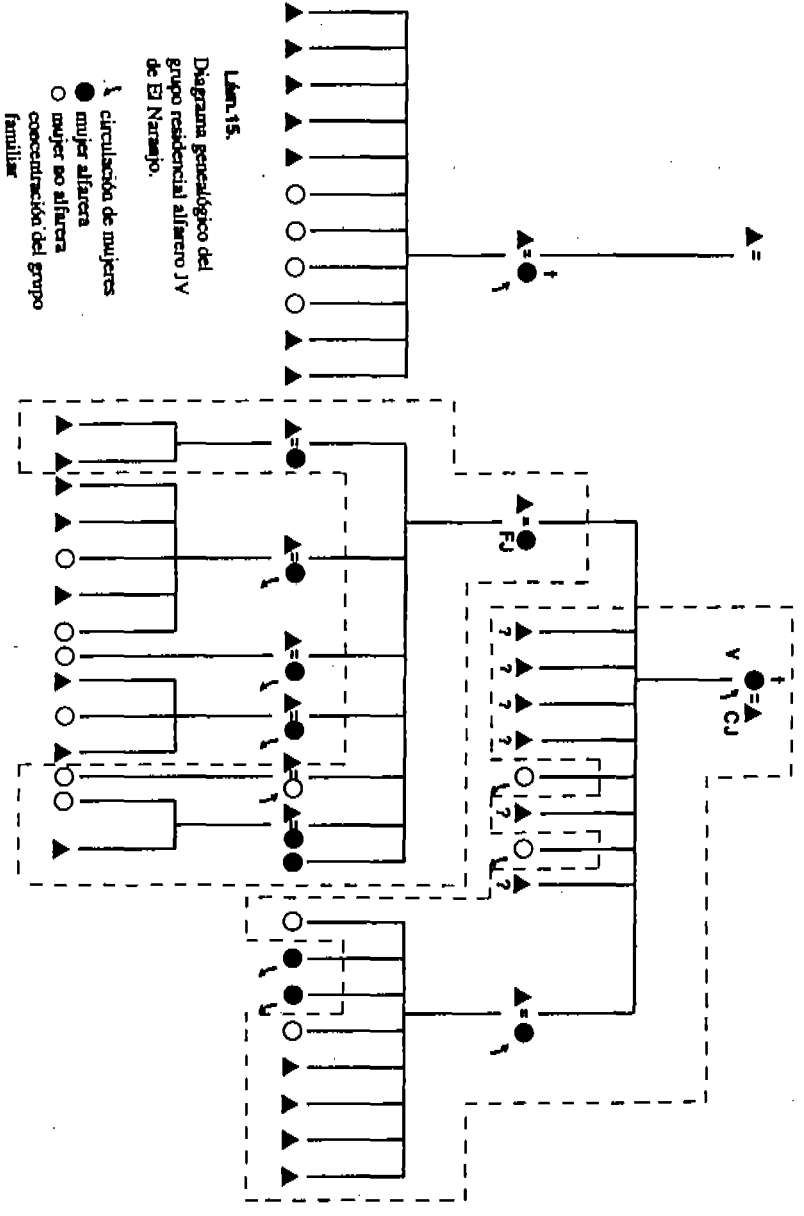 Lám.15.
Diagrama genealógico del
grupo residencial alfarero JV
de El Naranjo.
circulación de mujeres
mujer alfarera
mujer no alfarera
concentración del grupo
familiar
V
CJ
FJ
?
?
?
?
?
?